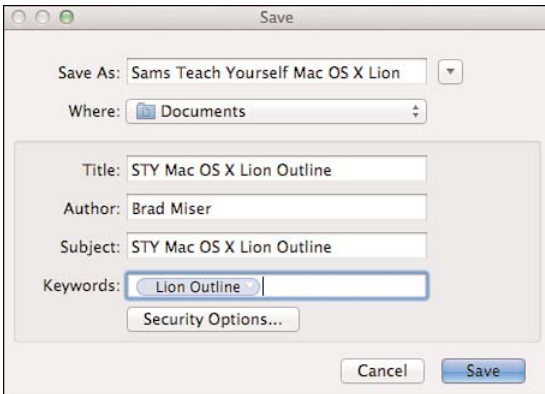 Save
Save As: Sams Teach Yourself Mac OS X Lion
Where: Documents
Title: STY Mac OS X Lion Outline
Author: Brad Miser
Subject: STY Mac OS X Lion Outline
Keywords: Lion Outline
Security Options...
Cancel Save